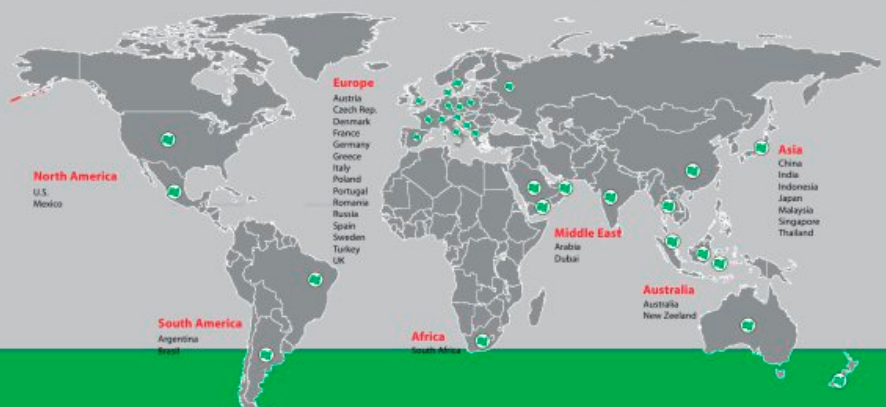 North America
U.S.
Mexico
South America
Argentina
Brasil
Europe
Austria
Czech Rep.
Denmark
France
Germany
Greece
Italy
Poland
Portugal
Romania
Russia
Spain
Sweden
Turkey
UK
Africa
South Africa
Middle East
Arabia
Dubai
Asia
China
India
Indonesia
Japan
Malaysia
Singapore
Thailand
Australia
Australia
New Zeeland